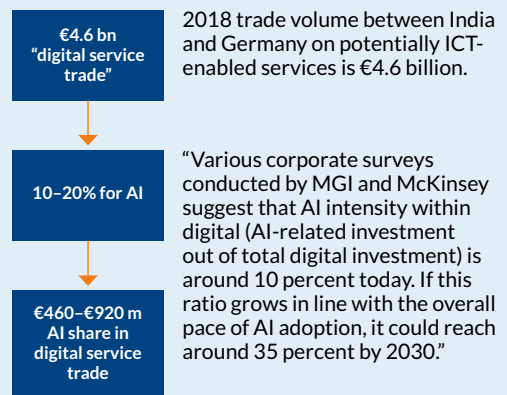 €4.6 bn
“digital service
trade”
2018 trade volume between India
and Germany on potentially ICT-
enabled services is €4.6 billion.
10–20% for AI
“Various corporate surveys
conducted by MGI and McKinsey
suggest that AI intensity within
digital (AI-related investment
out of total digital investment) is
around 10 percent today. If this
ratio grows in line with the overall
pace of AI adoption, it could reach
around 35 percent by 2030.”
€460–€920 m
AI share in
digital service
trade